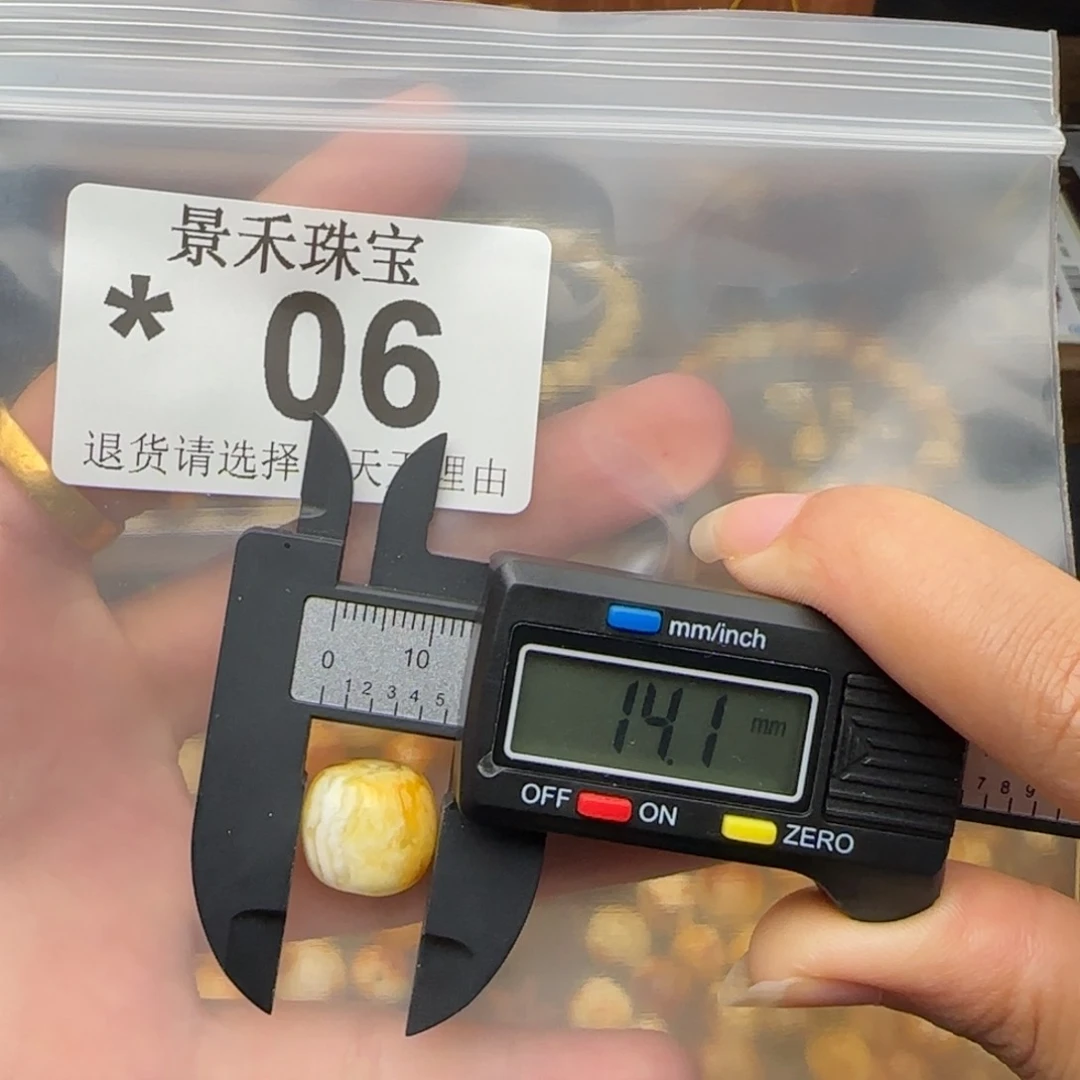 景禾珠宝
* 06
退货请选择 天无理由
mm/inch
0 10
1 2 3 4 5
14.1 mm
OFF ON ZERO
7 8 9